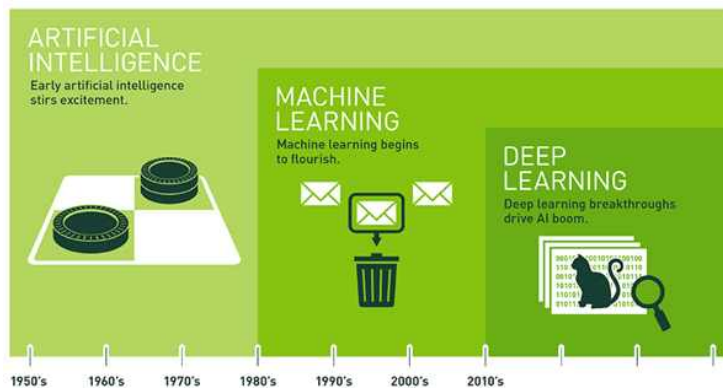 ARTIFICIAL
INTELLIGENCE
Early artificial intelligence
stirs excitement.
MACHINE
LEARNING
Machine learning begins
to flourish.
DEEP
LEARNING
Deep learning breakthroughs
drive AI boom.
1950's 1960's 1970's 1980's 1990's 2000's 2010's